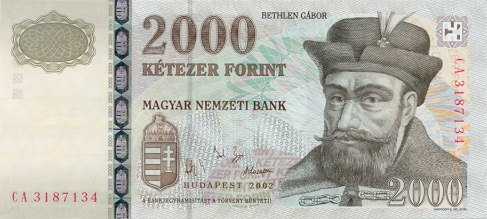 BETHLEN GÁBOR
2000
KÉTEZER FORINT
MAGYAR NEMZETI BANK
BUDAPEST 2002
A BANKJEGYHAMISÍTÁST A TÖRVÉNY BÜNTETI!
CA 3187134
CA 3187134
2000